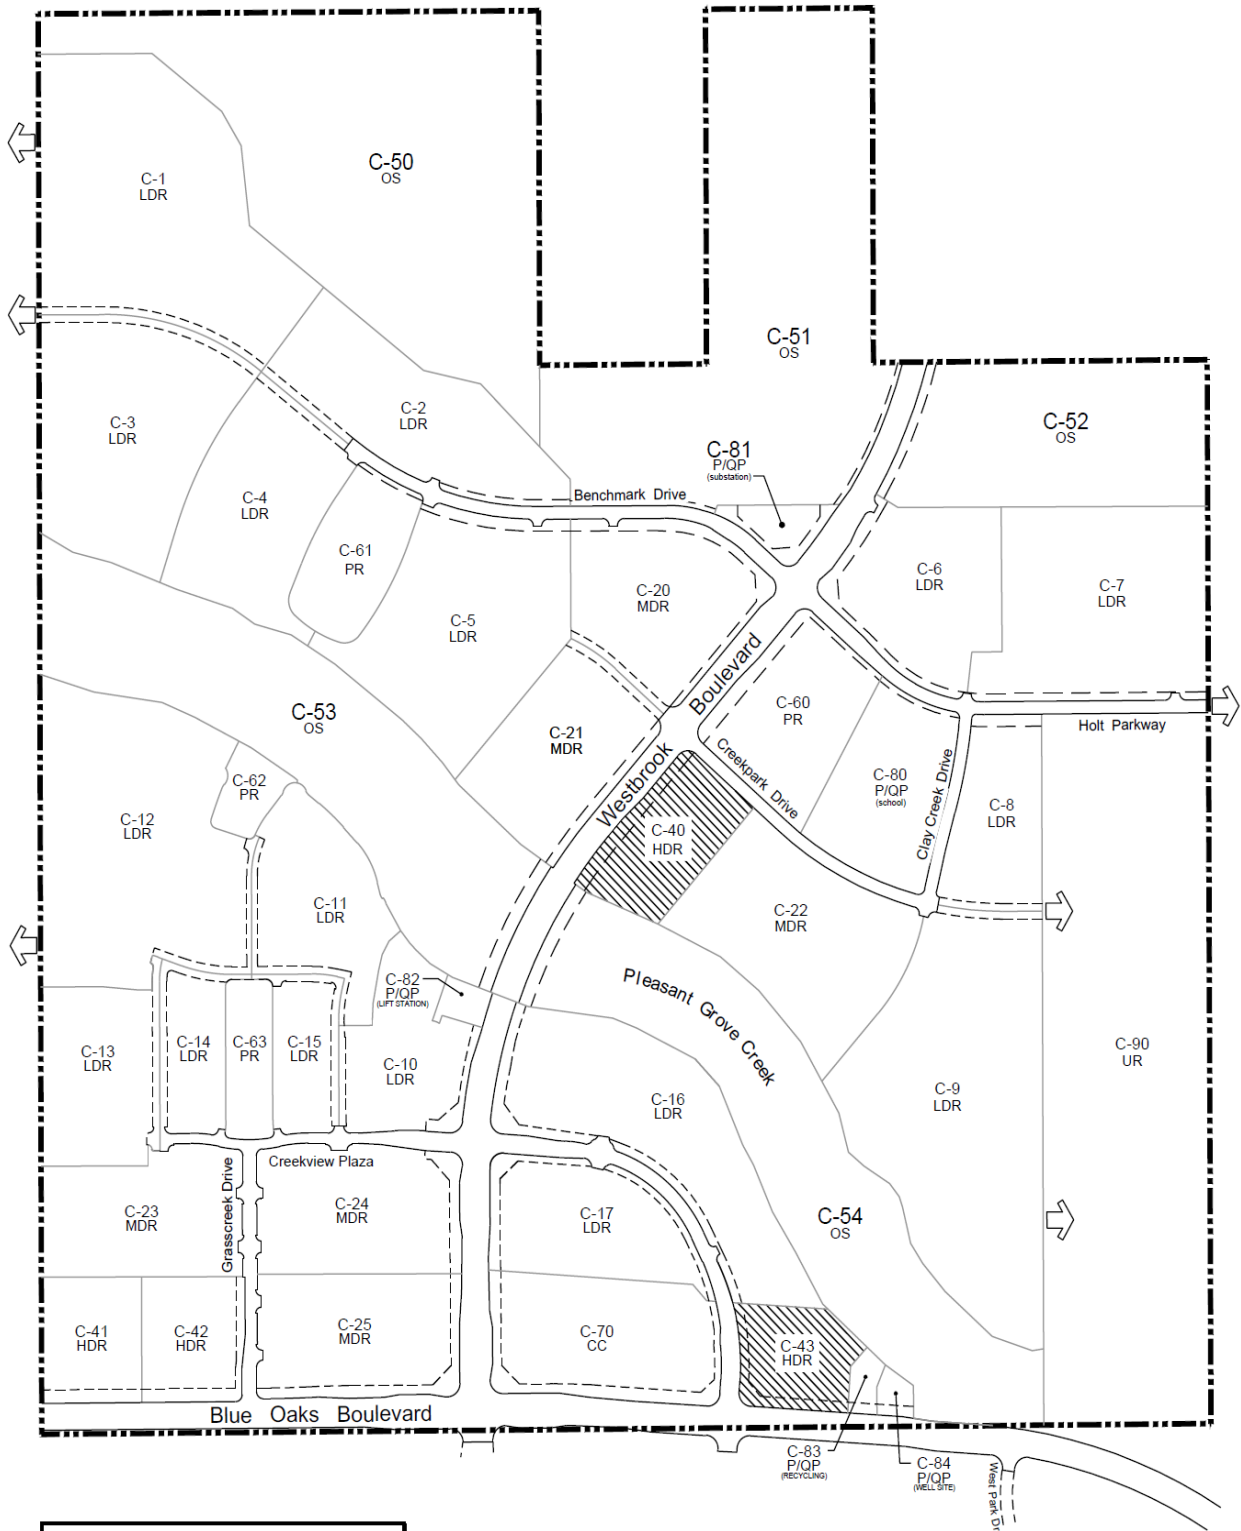 C-50
OS
C-1
LDR
C-51
OS
C-2
LDR
C-52
OS
C-3
LDR
C-81
P/QP
(substation)
Benchmark Drive
C-4
LDR
C-61
PR
C-6
LDR
C-7
LDR
C-20
MDR
C-5
LDR
Westbrook Boulevard
C-60
PR
C-53
OS
Holt Parkway
C-21
MDR
Creekpark Drive
C-80
P/QP
(school)
Clay Creek Drive
C-62
PR
C-8
LDR
C-12
LDR
C-40
HDR
C-11
LDR
C-22
MDR
C-82
P/QP
(LIFT STATION)
Pleasant Grove Creek
C-13
LDR
C-14
LDR
C-63
PR
C-15
LDR
C-10
LDR
C-90
UR
C-9
LDR
C-16
LDR
Creekview Plaza
Grasscreek Drive
C-23
MDR
C-24
MDR
C-17
LDR
C-54
OS
C-41
HDR
C-42
HDR
C-25
MDR
C-70
CC
C-43
HDR
Blue Oaks Boulevard
C-83
P/QP
(RECYCLING)
C-84
P/QP
(WELL SITE)
West Park Dr